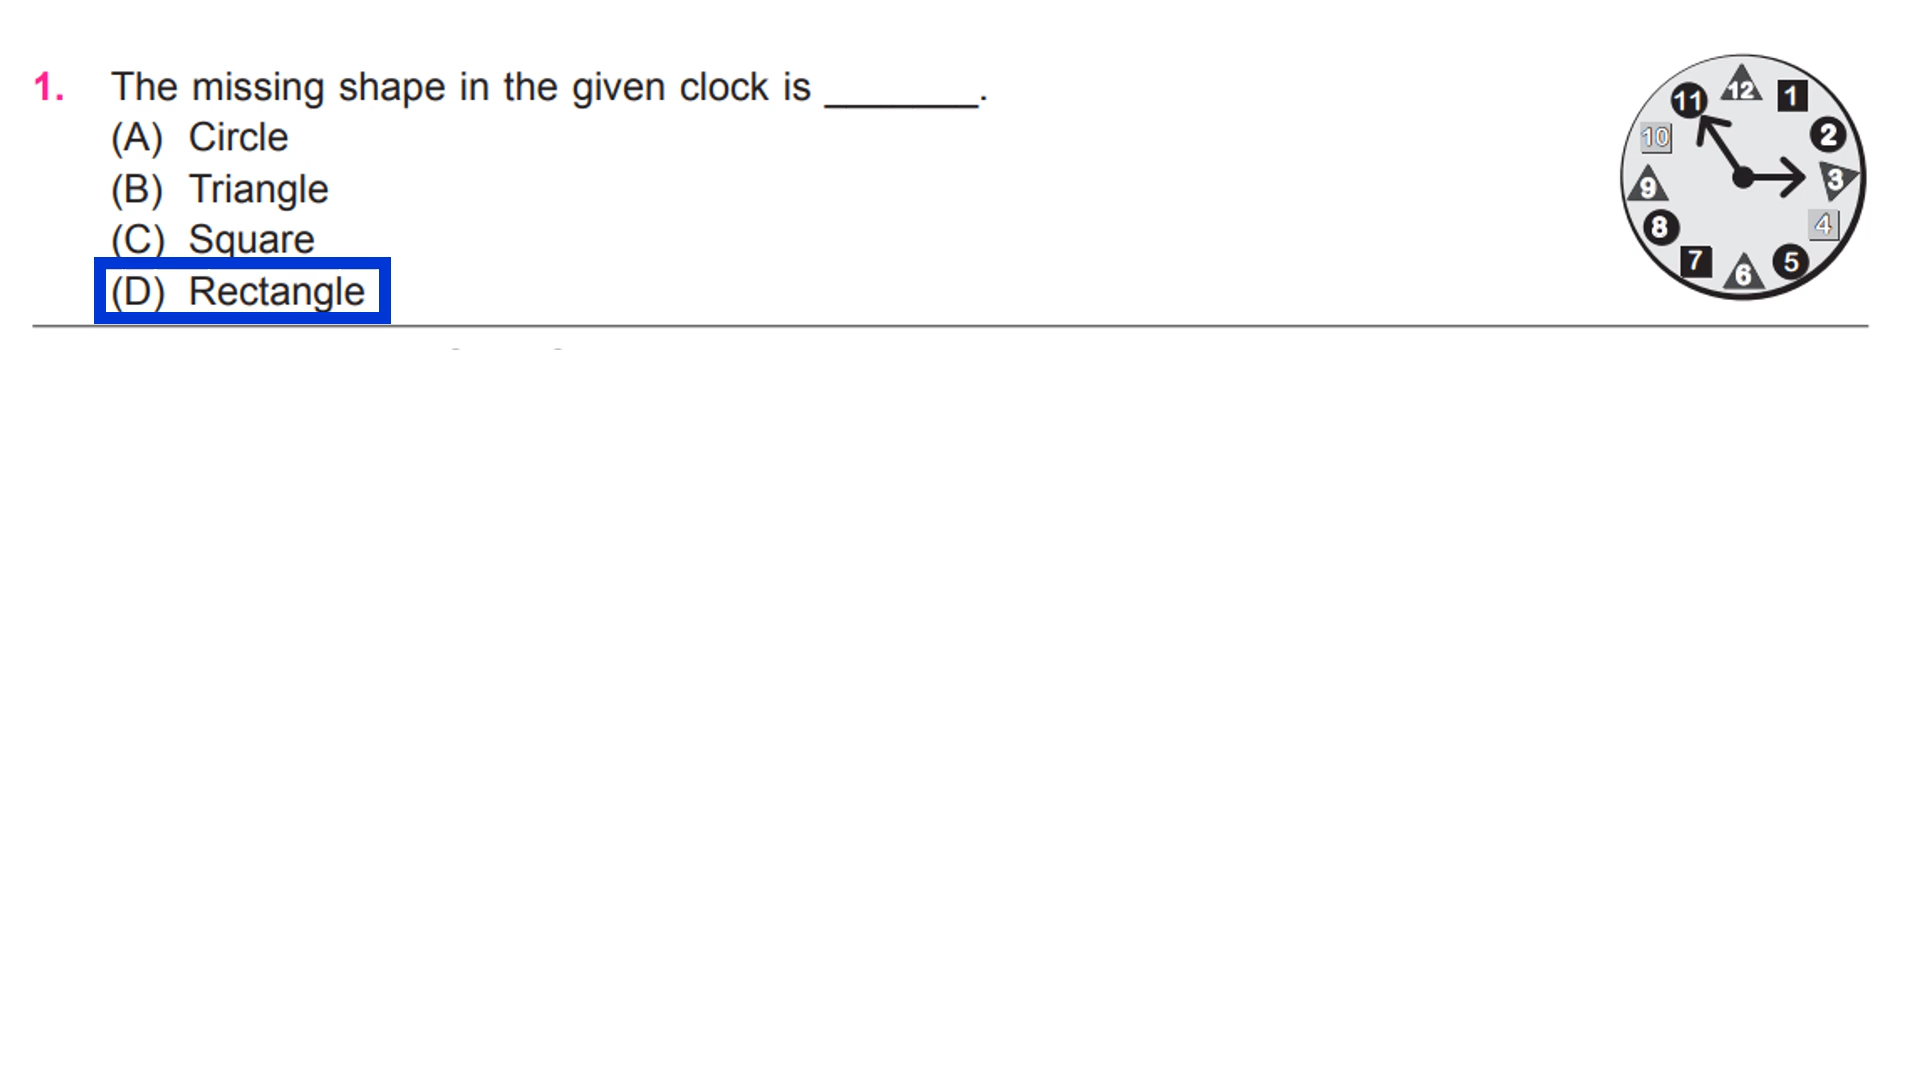 1. The missing shape in the given clock is _______.
(A) Circle
(B) Triangle
(C) Square
(D) Rectangle
12
11 1
10 2
9 3
8 4
7 6 5